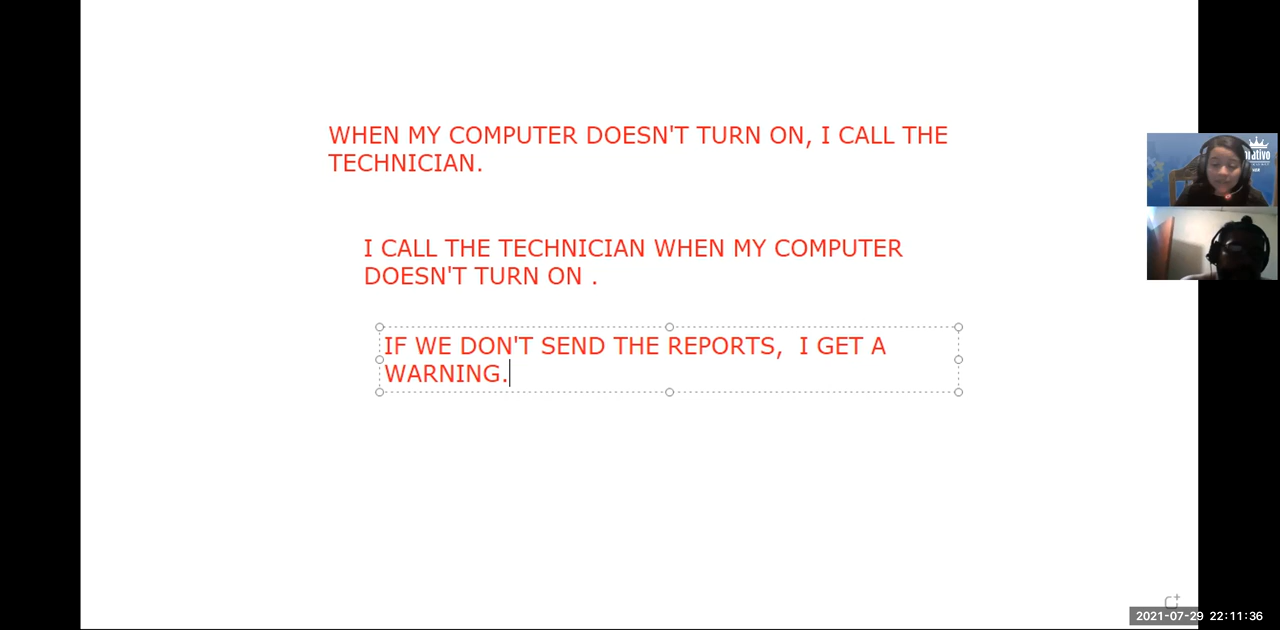 WHEN MY COMPUTER DOESN'T TURN ON, I CALL THE
TECHNICIAN.
I CALL THE TECHNICIAN WHEN MY COMPUTER
DOESN'T TURN ON .
IF WE DON'T SEND THE REPORTS,  I GET A
WARNING.
2021-07-29 22:11:36